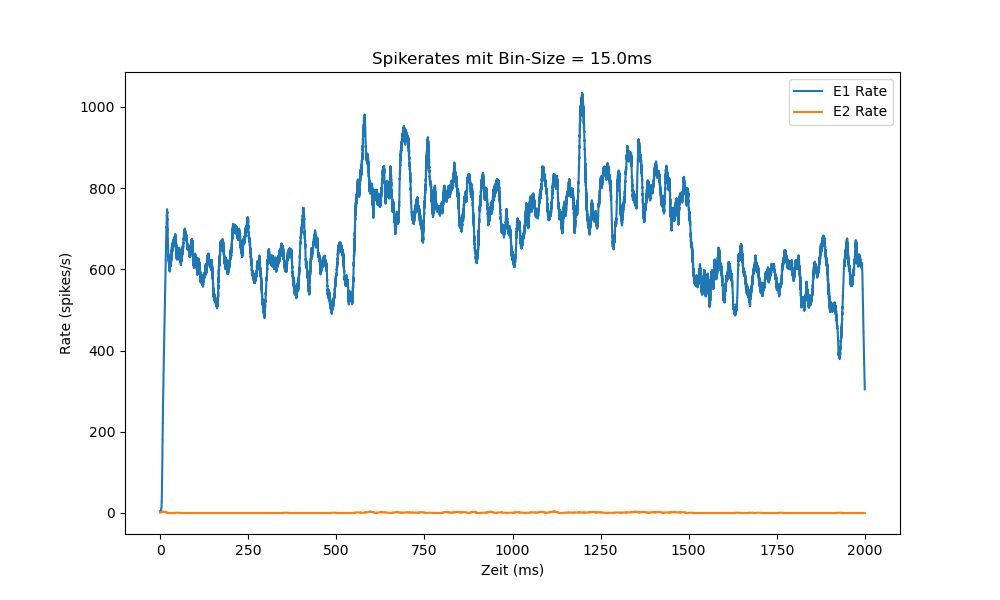 Spikerates mit Bin-Size = 15.0ms
E1 Rate
E2 Rate
1000
800
600
400
200
0
Rate (spikes/s)
0 250 500 750 1000 1250 1500 1750 2000
Zeit (ms)